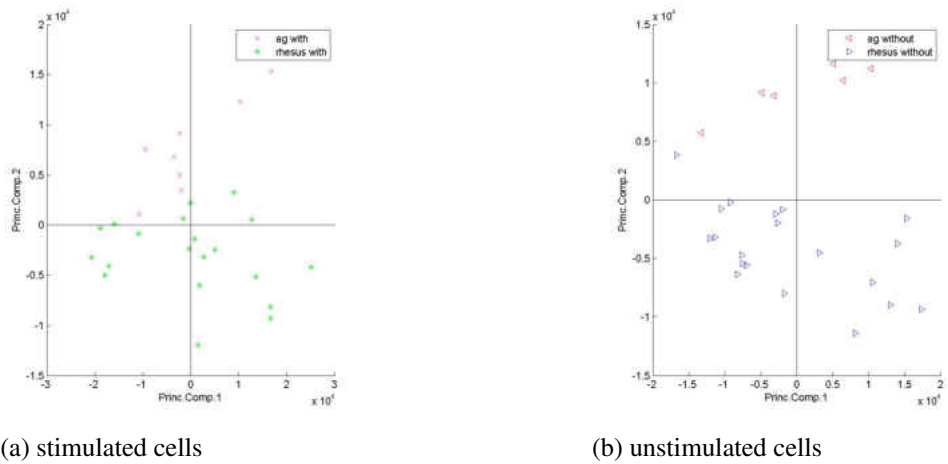 x 10⁴
2
1.5
1
0.5
0
-0.5
-1
-1.5
-3
-2
-1
0
1
2
3
x 10⁴
Princ.Comp.2
Princ.Comp.1
ag with
rhesus with
x 10⁴
1.5
1
0.5
0
-0.5
-1
-1.5
-2
-1.5
-1
-0.5
0
0.5
1
1.5
2
x 10⁴
Princ.Comp.2
Princ.Comp.1
ag without
rhesus without
(a) stimulated cells
(b) unstimulated cells